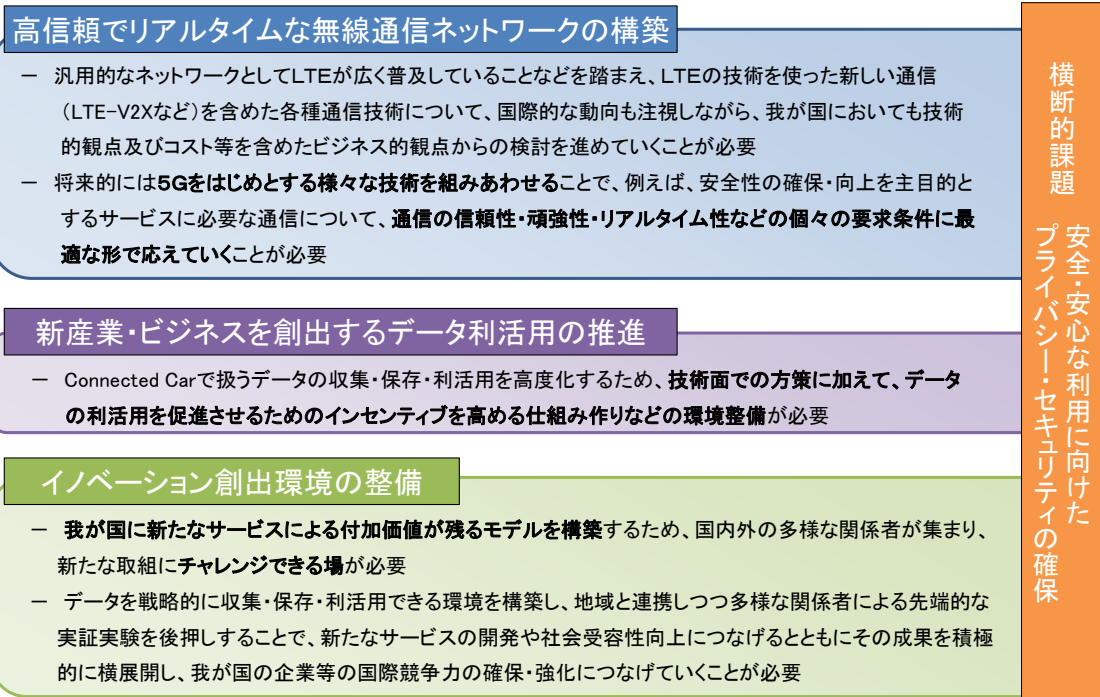 高信頼でリアルタイムな無線通信ネットワークの構築
－ 汎用的なネットワークとしてLTEが広く普及していることなどを踏まえ、LTEの技術を使った新しい通信
（LTE-V2Xなど）を含めた各種通信技術について、国際的な動向も注視しながら、我が国においても技術
的観点及びコスト等を含めたビジネス的観点からの検討を進めていくことが必要
－ 将来的には5Gをはじめとする様々な技術を組みあわせることで、例えば、安全性の確保・向上を主目的と
するサービスに必要な通信について、通信の信頼性・頑強性・リアルタイム性などの個々の要求条件に最
適な形で応えていくことが必要
新産業・ビジネスを創出するデータ利活用の推進
－ Connected Carで扱うデータの収集・保存・利活用を高度化するため、技術面での方策に加えて、データ
の利活用を促進させるためのインセンティブを高める仕組み作りなどの環境整備が必要
イノベーション創出環境の整備
－ 我が国に新たなサービスによる付加価値が残るモデルを構築するため、国内外の多様な関係者が集まり、
新たな取組にチャレンジできる場が必要
－ データを戦略的に収集・保存・利活用できる環境を構築し、地域と連携しつつ多様な関係者による先端的な
実証実験を後押しすることで、新たなサービスの開発や社会受容性向上につなげるとともにその成果を積極
的に横展開し、我が国の企業等の国際競争力の確保・強化につなげていくことが必要
横断的課題
安全・安心な利用に向けた
プライバシー・セキュリティの確保